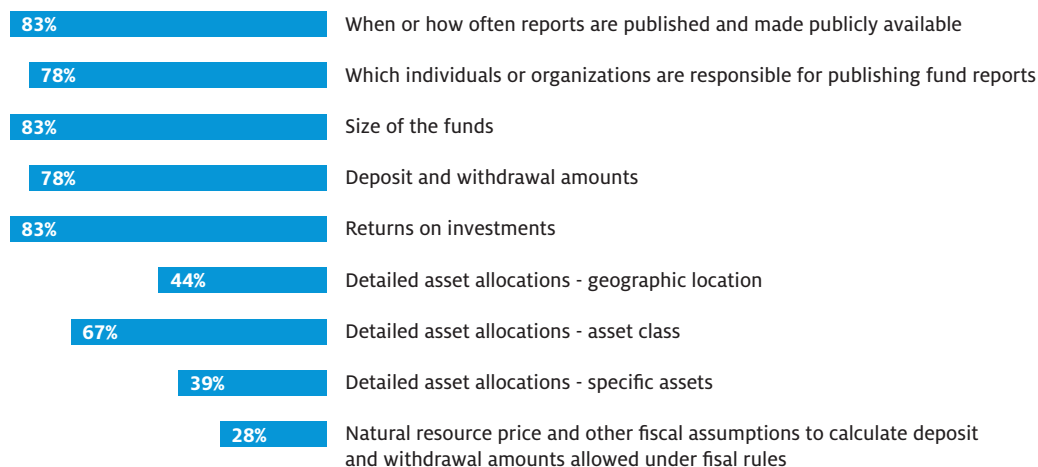 83% When or how often reports are published and made publicly available
78% Which individuals or organizations are responsible for publishing fund reports
83% Size of the funds
78% Deposit and withdrawal amounts
83% Returns on investments
44% Detailed asset allocations - geographic location
67% Detailed asset allocations - asset class
39% Detailed asset allocations - specific assets
28% Natural resource price and other fiscal assumptions to calculate deposit
and withdrawal amounts allowed under fisal rules